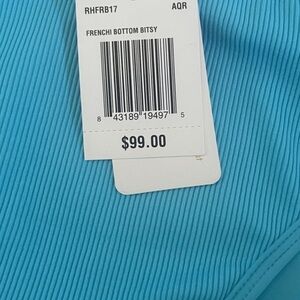 RHFRB17 AQR
FRENCHI BOTTOM BITSY
8 43189 19497 5
$99.00